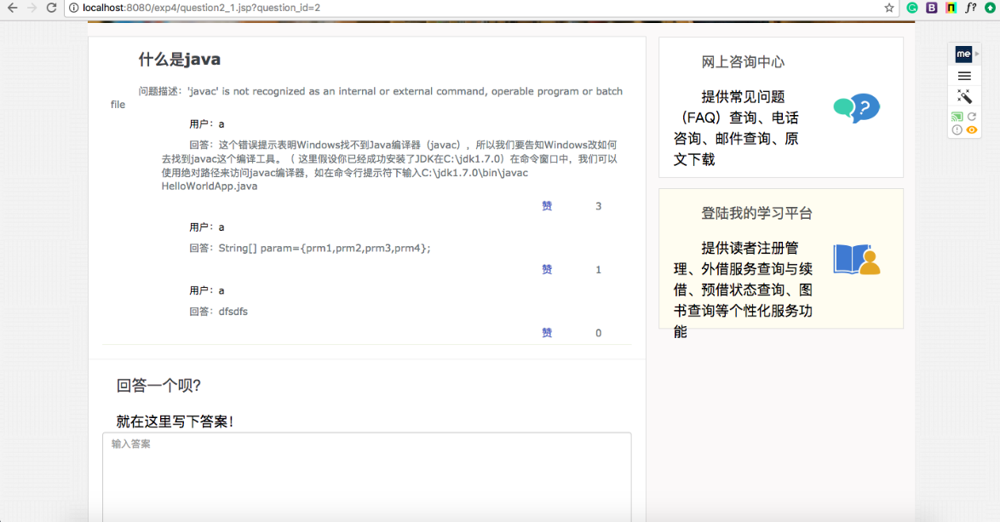 localhost:8080/exp4/question2_1.jsp?question_id=2
G
B
f?
什么是java
问题描述：'javac' is not recognized as an internal or external command, operable program or batch
file
用户：a
回答：这个错误提示表明Windows找不到Java编译器（javac），所以我们要告知Windows改如何
去找到javac这个编译工具。（ 这里假设你已经成功安装了JDK在C:\jdk1.7.0）在命令窗口中，我们可以
使用绝对路径来访问javac编译器，如在命令行提示符下输入C:\jdk1.7.0\bin\javac
HelloWorldApp.java
赞 3
用户：a
回答：String[] param={prm1,prm2,prm3,prm4};
赞 1
用户：a
回答：dfsdfs
赞 0
回答一个呗?
就在这里写下答案!
输入答案
网上咨询中心
提供常见问题
（FAQ）查询、电话
咨询、邮件查询、原
文下载
?
登陆我的学习平台
提供读者注册管
理、外借服务查询与续
借、预借状态查询、图
书查询等个性化服务功
能
me